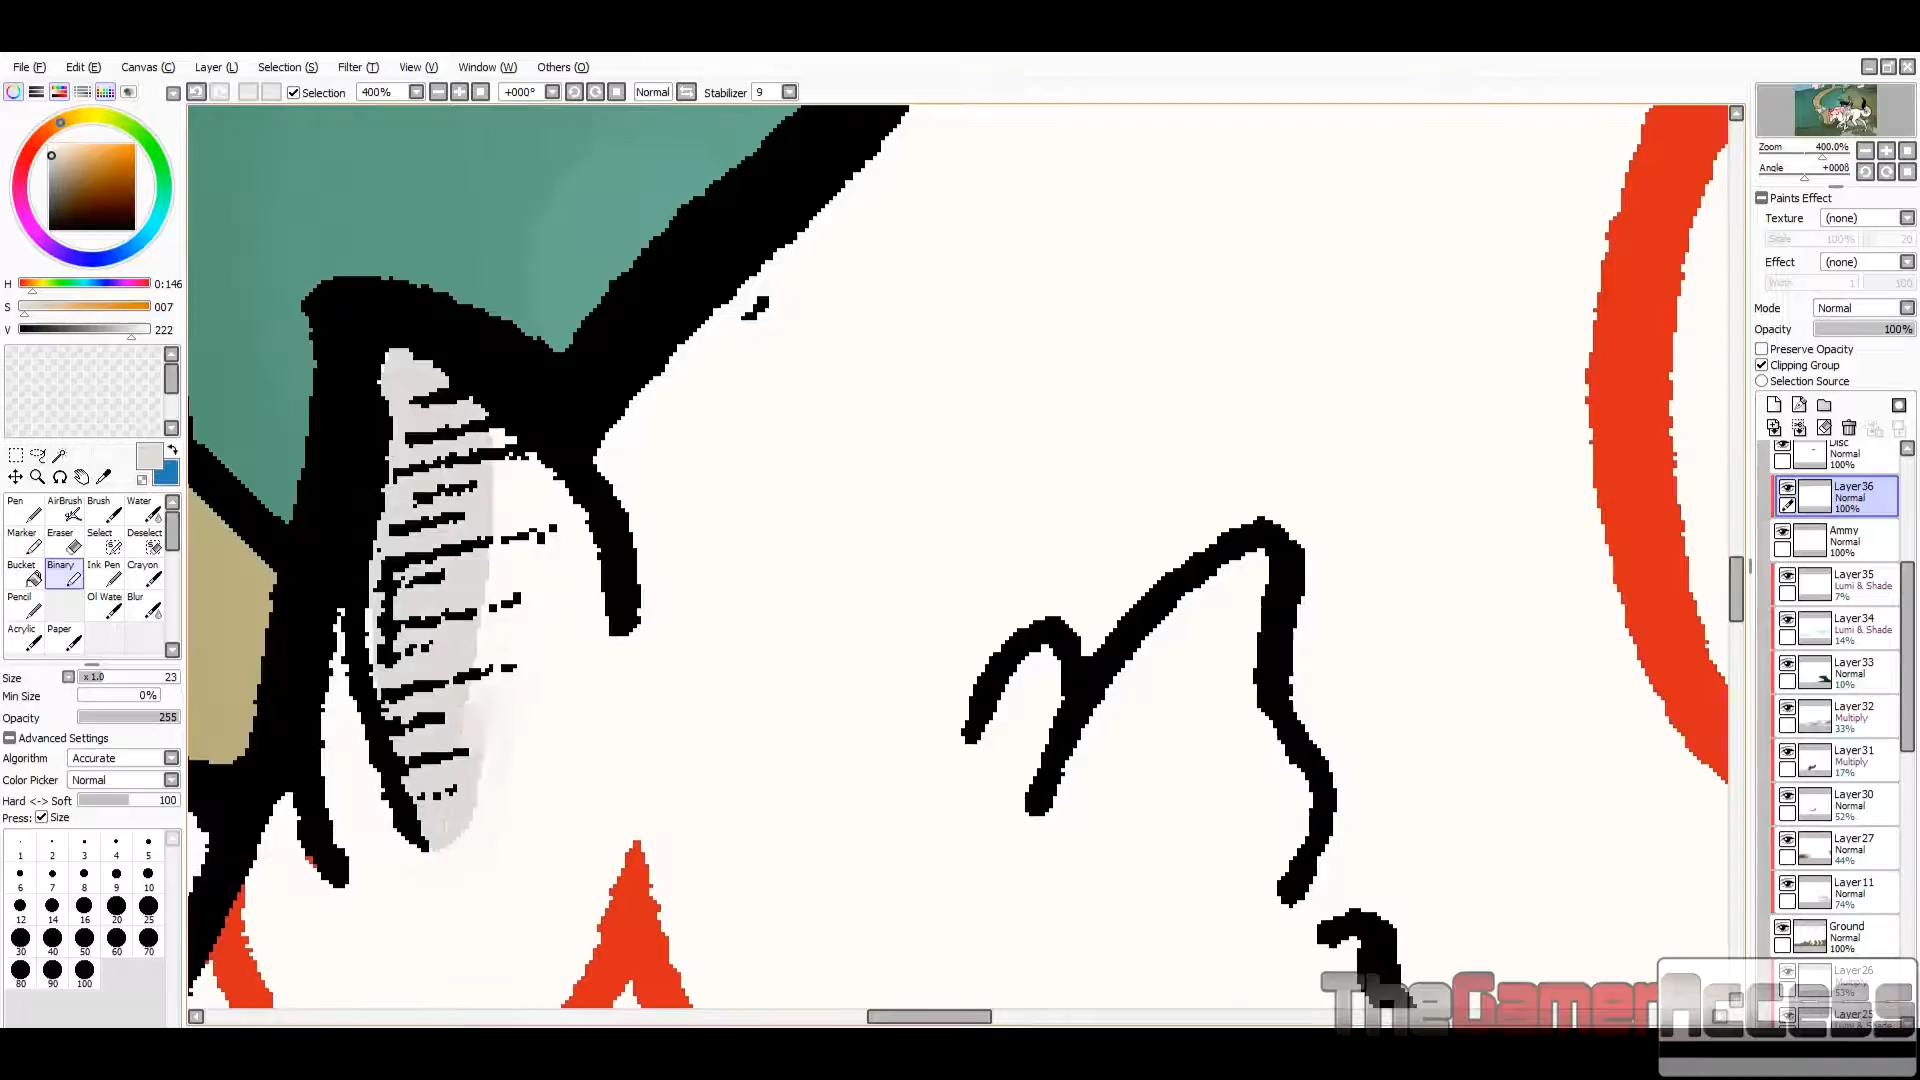 File (F) Edit (E) Canvas (C) Layer (L) Selection (S) Filter (T) View (V) Window (W) Others (O)
Selection 400% +000° Normal Stabilizer 9
H 0:146
S 007
V 222
Pen AirBrush Brush Water
Marker Eraser Select Deselect
Bucket Binary Ink Pen Crayon
Pencil Ol Wate Blur
Acrylic Paper
Size x 1.0 23
Min Size 0%
Opacity 255
Advanced Settings
Algorithm Accurate
Color Picker Normal
Hard <-> Soft 100
Press: Size
1 2 3 4 5
6 7 8 9 10
12 14 16 20 25
30 40 50 60 70
80 90 100
Zoom 400.0%
Angle
Paints Effect
Texture (none)
Scale 100% 20
Effect (none)
Width 1 100
Mode Normal
Opacity 100%
Preserve Opacity
Clipping Group
Selection Source
Disc
Normal
100%
Layer36
Normal
100%
Ammy
Normal
100%
Layer35
Lumi & Shade
7%
Layer34
Lumi & Shade
14%
Layer33
Normal
10%
Layer32
Multiply
33%
Layer31
Multiply
17%
Layer30
Normal
52%
Layer27
Normal
44%
Layer11
Normal
74%
Ground
Normal
100%
Layer26
Multiply
53%
Layer25
TheGamerAccess